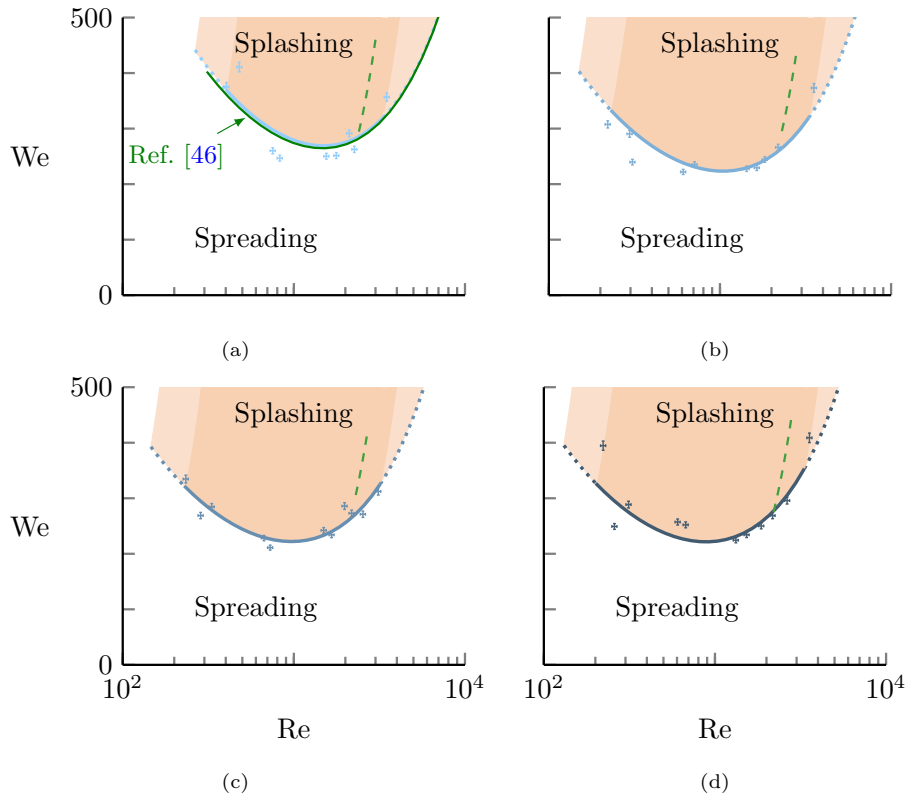 500
Splashing
Splashing
We
Ref. [46]
Spreading
Spreading
0
(a)
(b)
500
Splashing
Splashing
We
Spreading
Spreading
0
10² 10⁴
10² 10⁴
Re
Re
(c)
(d)